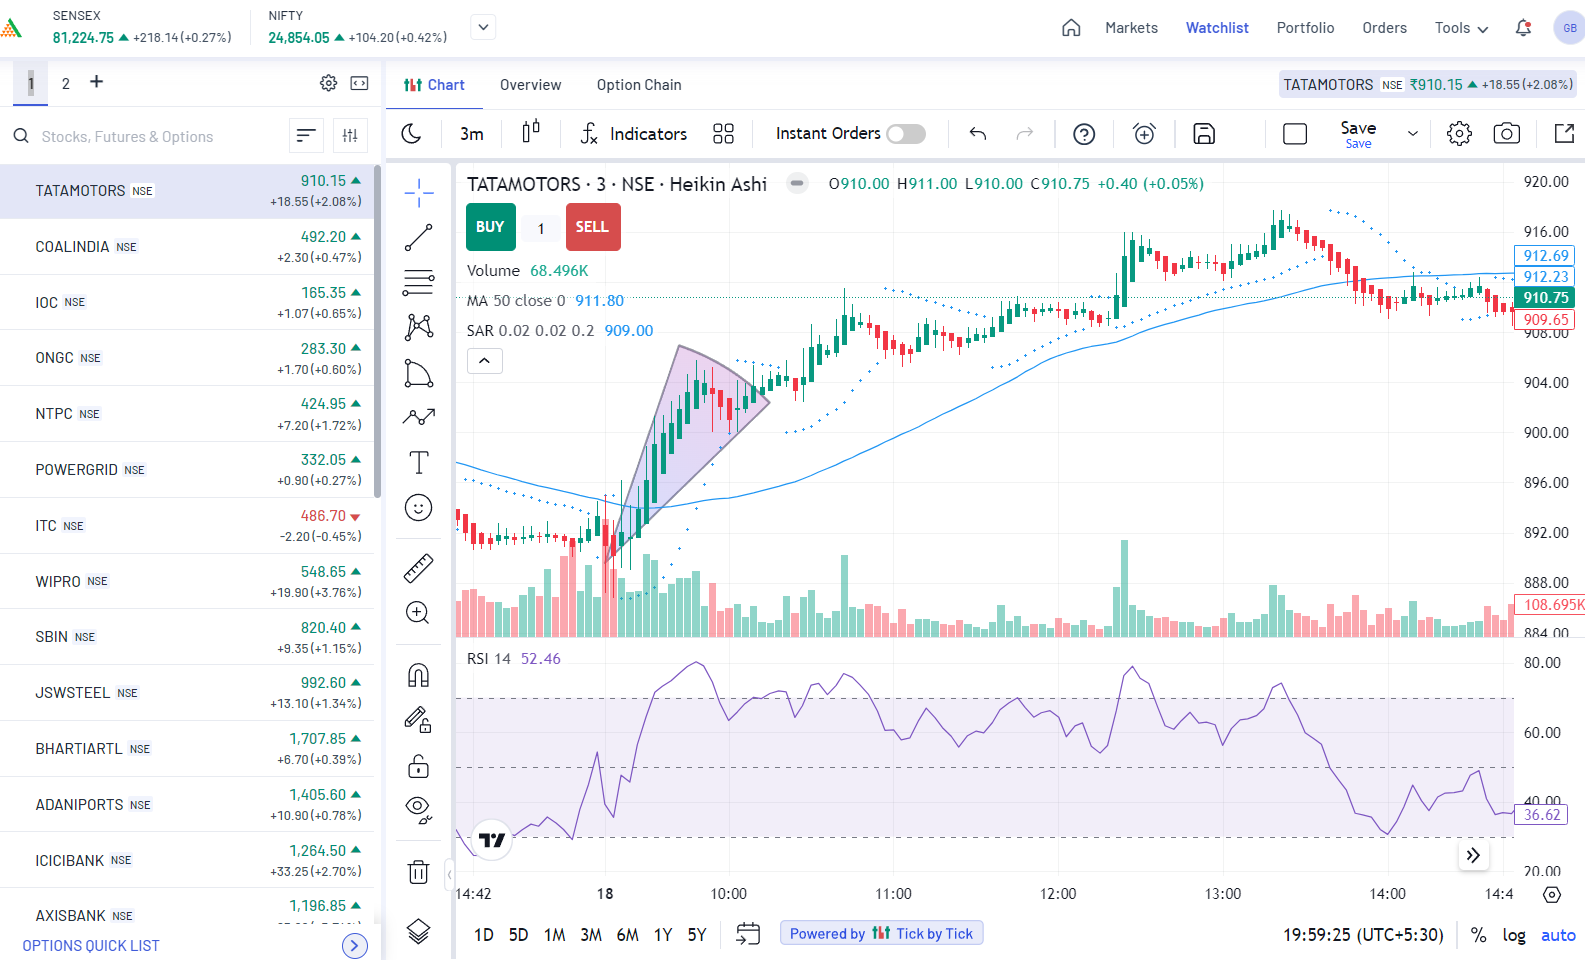 SENSEX
81,224.75 +218.14 (+0.27%)
NIFTY
24,854.05 +104.20 (+0.42%)
Markets
Watchlist
Portfolio
Orders
Tools
GB
1 2 +
Chart
Overview
Option Chain
TATAMOTORS NSE ₹910.15 +18.55 (+2.08%)
Stocks, Futures & Options
3m
Indicators
Instant Orders
Save
Save
TATAMOTORS NSE
910.15
+18.55 (+2.08%)
COALINDIA NSE
492.20
+2.30 (+0.47%)
IOC NSE
165.35
+1.07 (+0.65%)
ONGC NSE
283.30
+1.70 (+0.60%)
NTPC NSE
424.95
+7.20 (+1.72%)
POWERGRID NSE
332.05
+0.90 (+0.27%)
ITC NSE
486.70
-2.20 (-0.45%)
WIPRO NSE
548.65
+19.90 (+3.76%)
SBIN NSE
820.40
+9.35 (+1.15%)
JSWSTEEL NSE
992.60
+13.10 (+1.34%)
BHARTIARTL NSE
1,707.85
+6.70 (+0.39%)
ADANIPORTS NSE
1,405.60
+10.90 (+0.78%)
ICICIBANK NSE
1,264.50
+33.25 (+2.70%)
AXISBANK NSE
1,196.85
OPTIONS QUICK LIST
TATAMOTORS · 3 · NSE · Heikin Ashi
O910.00 H911.00 L910.00 C910.75 +0.40 (+0.05%)
BUY
1
SELL
Volume 68.496K
MA 50 close 0 911.80
SAR 0.02 0.02 0.2 909.00
920.00
916.00
912.69
912.23
910.75
909.65
908.00
904.00
900.00
896.00
892.00
888.00
108.695K
884.00
RSI 14 52.46
80.00
60.00
40.00
36.62
20.00
14:42
18
10:00
11:00
12:00
13:00
14:00
14:4
1D 5D 1M 3M 6M 1Y 5Y
Powered by Tick by Tick
19:59:25 (UTC+5:30)
%
log
auto